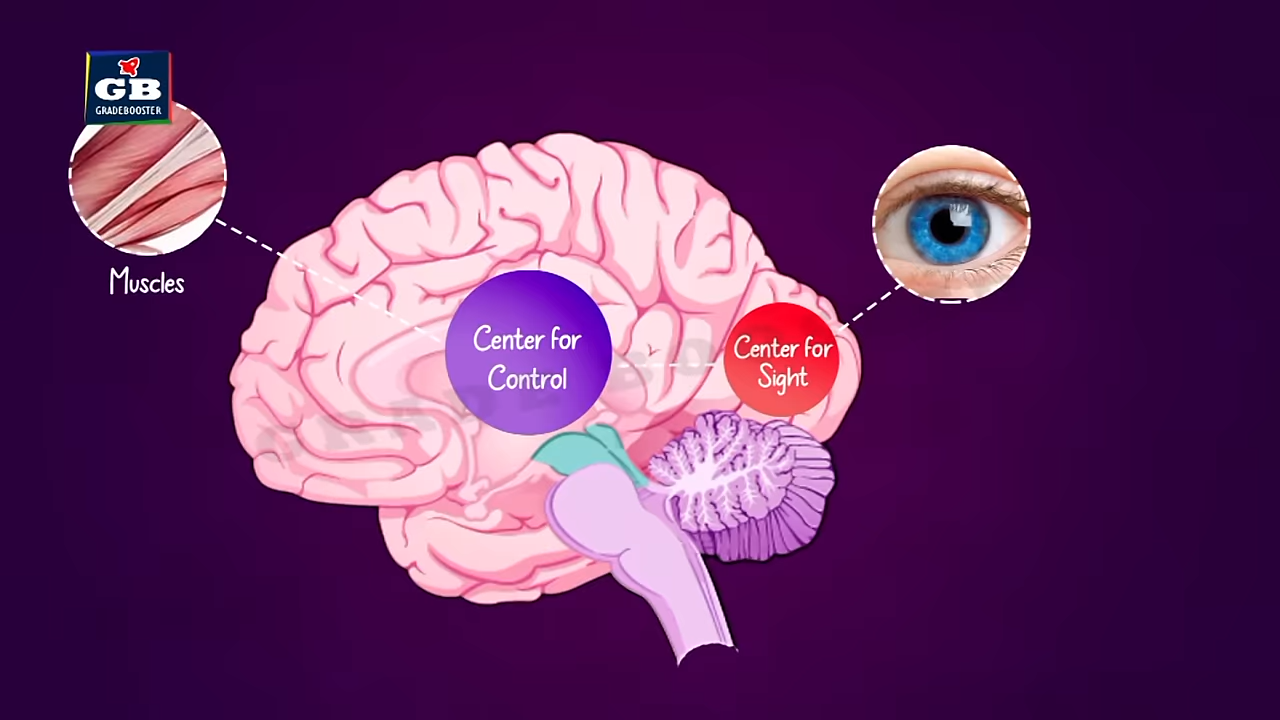 GB
GRADEBOOSTER
Muscles
Center for
Control
Center for
Sight